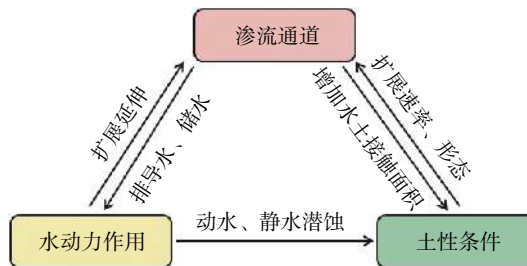 渗流通道
扩展延伸
排导水、储水
增加水土接触面积
扩展速率、形态
动水、静水潜蚀
水动力作用
土性条件